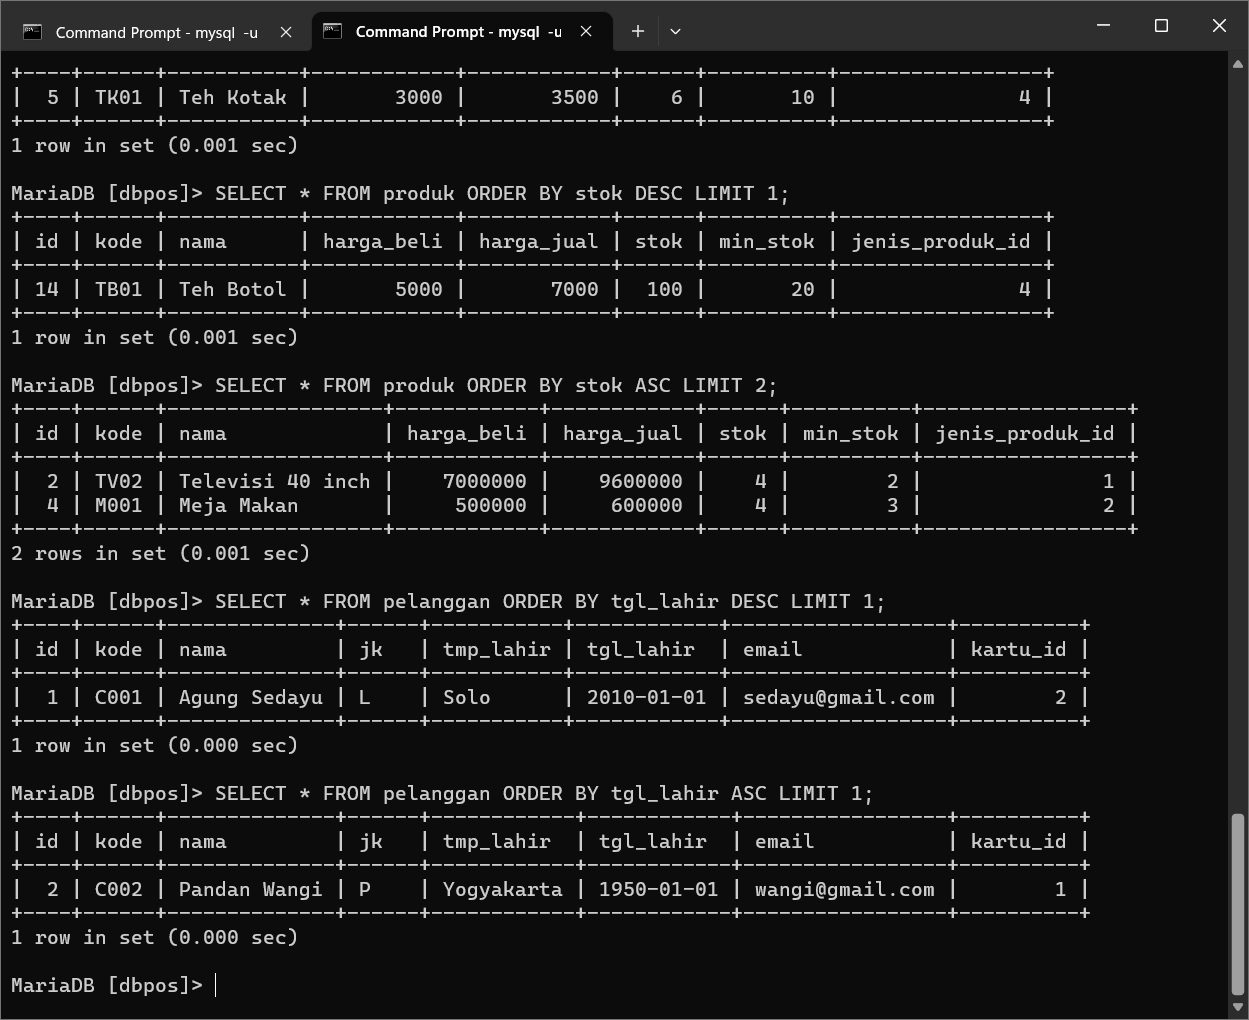 Command Prompt - mysql -u
Command Prompt - mysql -u
+----+------+-----------+------------+------------+------+----------+-----------------+
|  5 | TK01 | Teh Kotak |       3000 |       3500 |    6 |       10 |               4 |
+----+------+-----------+------------+------------+------+----------+-----------------+
1 row in set (0.001 sec)
MariaDB [dbpos]> SELECT * FROM produk ORDER BY stok DESC LIMIT 1;
+----+------+-----------+------------+------------+------+----------+-----------------+
| id | kode | nama      | harga_beli | harga_jual | stok | min_stok | jenis_produk_id |
+----+------+-----------+------------+------------+------+----------+-----------------+
| 14 | TB01 | Teh Botol |       5000 |       7000 |  100 |       20 |               4 |
+----+------+-----------+------------+------------+------+----------+-----------------+
1 row in set (0.001 sec)
MariaDB [dbpos]> SELECT * FROM produk ORDER BY stok ASC LIMIT 2;
+----+------+------------------+------------+------------+------+----------+-----------------+
| id | kode | nama             | harga_beli | harga_jual | stok | min_stok | jenis_produk_id |
+----+------+------------------+------------+------------+------+----------+-----------------+
|  2 | TV02 | Televisi 40 inch |    7000000 |    9600000 |    4 |        2 |               1 |
|  4 | M001 | Meja Makan       |     500000 |     600000 |    4 |        3 |               2 |
+----+------+------------------+------------+------------+------+----------+-----------------+
2 rows in set (0.001 sec)
MariaDB [dbpos]> SELECT * FROM pelanggan ORDER BY tgl_lahir DESC LIMIT 1;
+----+------+--------------+------+-----------+------------+------------------+----------+
| id | kode | nama         | jk   | tmp_lahir | tgl_lahir  | email            | kartu_id |
+----+------+--------------+------+-----------+------------+------------------+----------+
|  1 | C001 | Agung Sedayu | L    | Solo      | 2010-01-01 | sedayu@gmail.com |        2 |
+----+------+--------------+------+-----------+------------+------------------+----------+
1 row in set (0.000 sec)
MariaDB [dbpos]> SELECT * FROM pelanggan ORDER BY tgl_lahir ASC LIMIT 1;
+----+------+--------------+------+------------+------------+-----------------+----------+
| id | kode | nama         | jk   | tmp_lahir  | tgl_lahir  | email           | kartu_id |
+----+------+--------------+------+------------+------------+-----------------+----------+
|  2 | C002 | Pandan Wangi | P    | Yogyakarta | 1950-01-01 | wangi@gmail.com |        1 |
+----+------+--------------+------+------------+------------+-----------------+----------+
1 row in set (0.000 sec)
MariaDB [dbpos]>